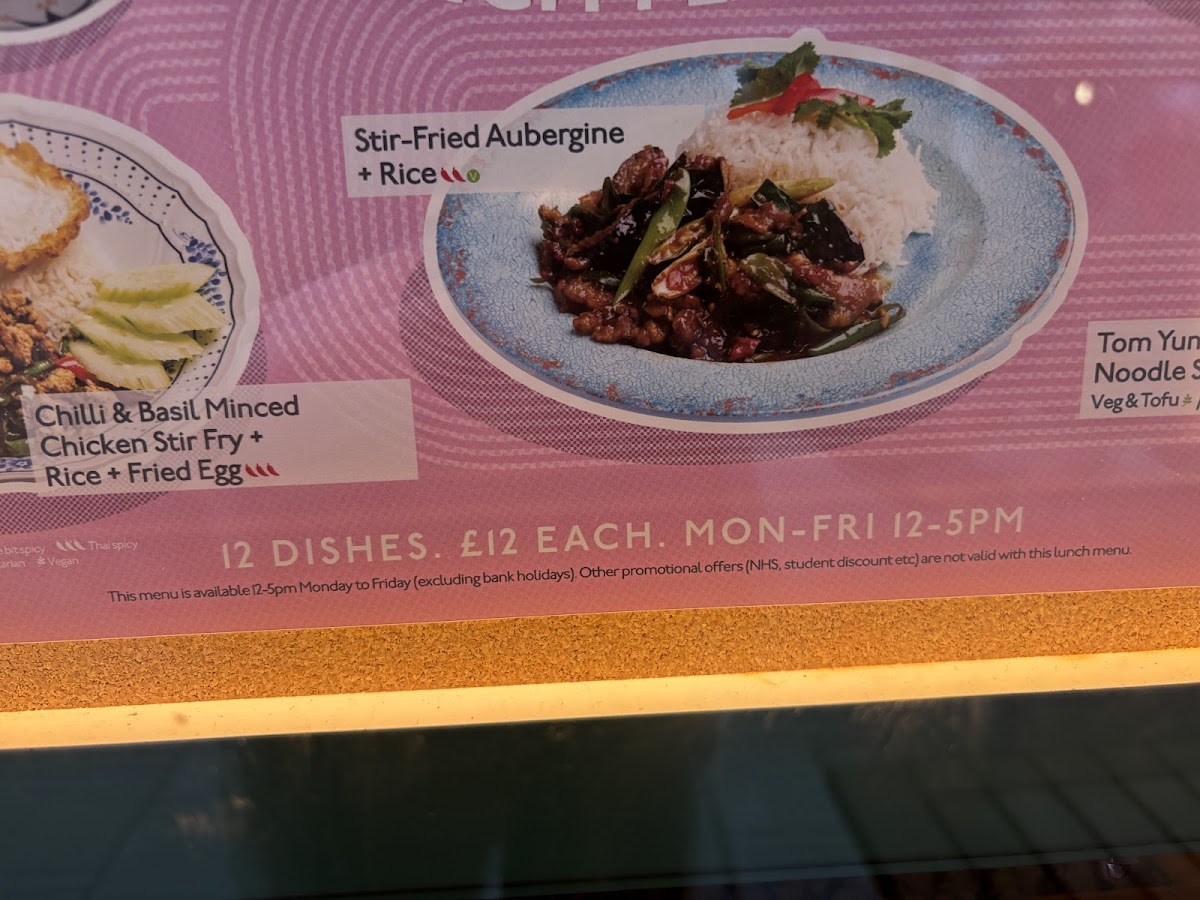 Stir-Fried Aubergine
+ Rice
V
Chilli & Basil Minced
Chicken Stir Fry +
Rice + Fried Egg
Tom
Noodle
Veg & Tofu
bit spicy Thai spicy
Vegan
12 DISHES. £12 EACH. MON-FRI 12-5PM
This menu is available 12-5pm Monday to Friday (excluding bank holidays). Other promotional offers (NHS, student discount etc) are not valid with this lunch menu.